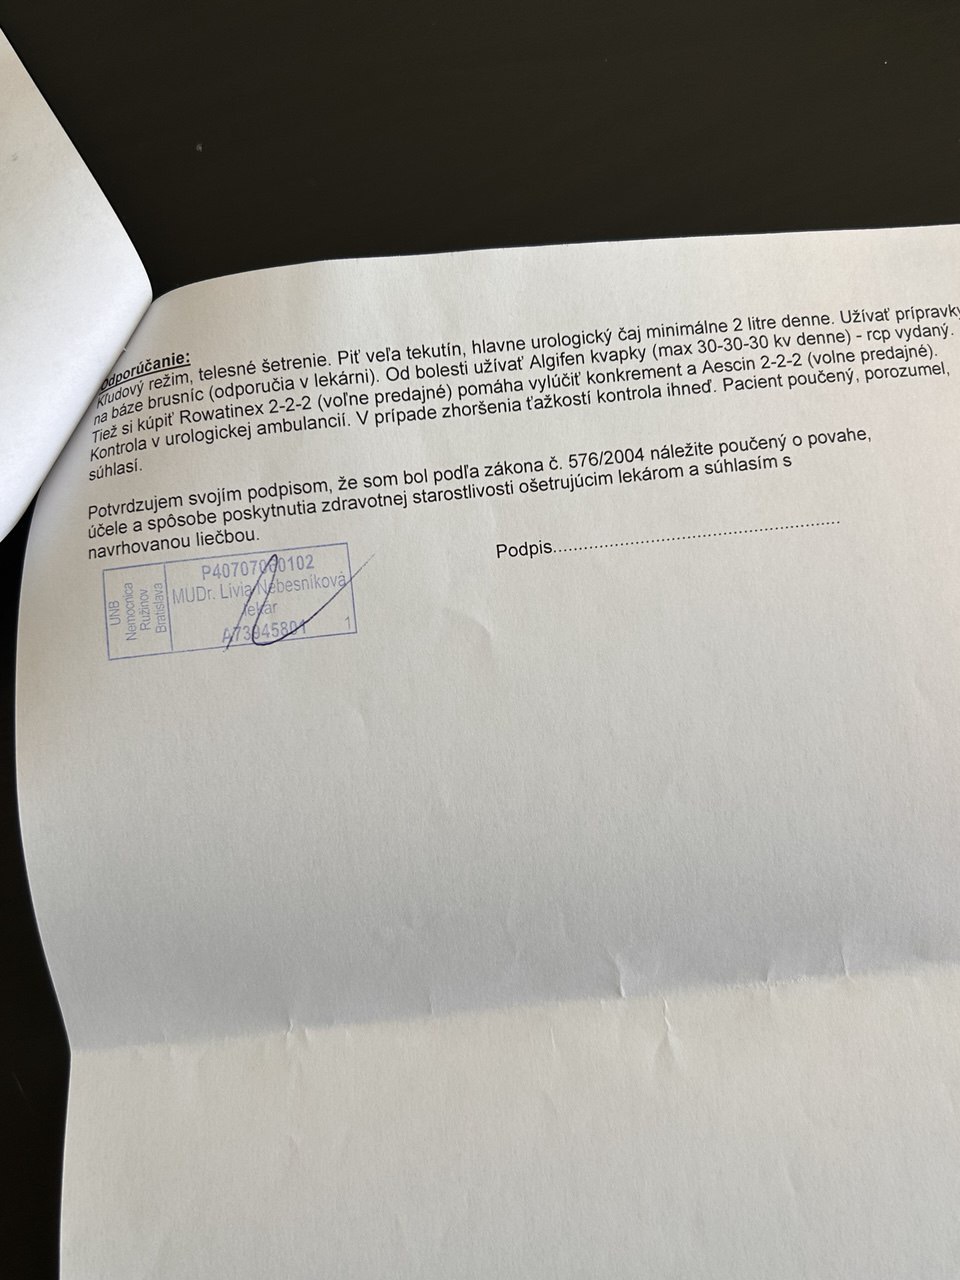 Odporúčanie:
Kľudový režim, telesné šetrenie. Piť veľa tekutín, hlavne urologický čaj minimálne 2 litre denne. Užívať prípravky
na báze brusníc (odporučia v lekárni). Od bolesti užívať Algifen kvapky (max 30-30-30 kv denne) - rcp vydaný.
Tiež si kúpiť Rowatinex 2-2-2 (voľne predajné) pomáha vylúčiť konkrement a Aescin 2-2-2 (volne predajné).
Kontrola v urologickej ambulancií. V prípade zhoršenia ťažkostí kontrola ihneď. Pacient poučený, porozumel,
súhlasí.
Potvrdzujem svojím podpisom, že som bol podľa zákona č. 576/2004 náležite poučený o povahe,
účele a spôsobe poskytnutia zdravotnej starostlivosti ošetrujúcim lekárom a súhlasím s
navrhovanou liečbou.
Podpis
UNB
Nemocnica
Ružinov
Bratislava
MUDr. Livia Nebesníková
lekár
1